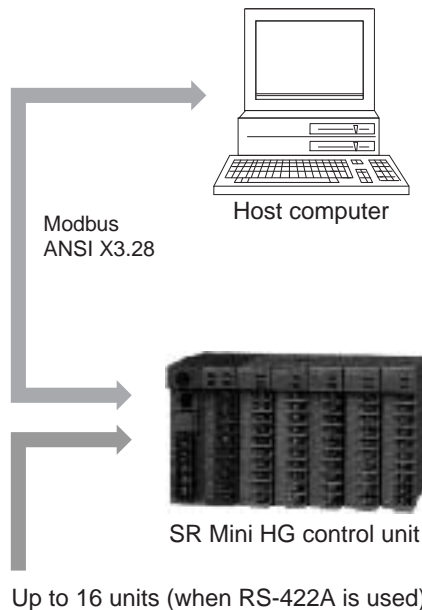 Host computer
Modbus
ANSI X3.28
SR Mini HG control unit
Up to 16 units (when RS-422A is used)